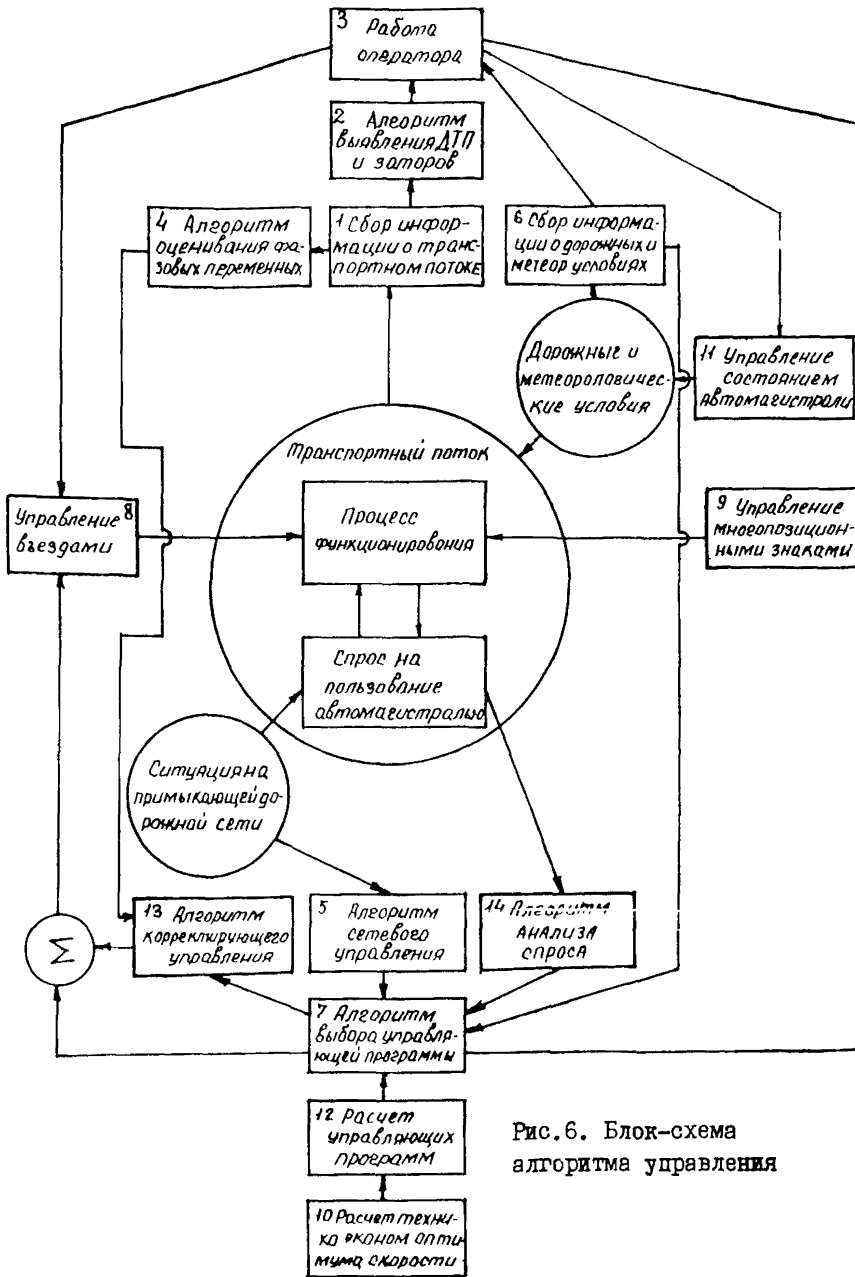 3 Работа
оператора
2 Алгоритм
выявления ДТП
и заторов
4 Алгоритм
оценивания фа-
зовых переменных
1 Сбор инфор-
мации о транс-
портном потоке
6 Сбор информа-
ции о дорожных и
метеор условиях
Дорожные и
метеорологичес-
кие условия
11 Управление
состоянием
автомагистрали
Транспортный поток
Управление 8
въездами
Процесс
функционирования
9 Управление
многопозицион-
ными знаками
Спрос на
пользование
автомагистралью
Ситуация на
примыкающей до-
рожной сети
Σ
13 Алгоритм
корректирующего
управления
5 Алгоритм
сетевого
управления
14 Алгоритм
анализа
спроса
7 Алгоритм
выбора управля-
ющей программы
12 Расчет
управляющих
программ
10 Расчет техни-
ко эконом опти
мума скорости
Рис.6. Блок-схема
алгоритма управления